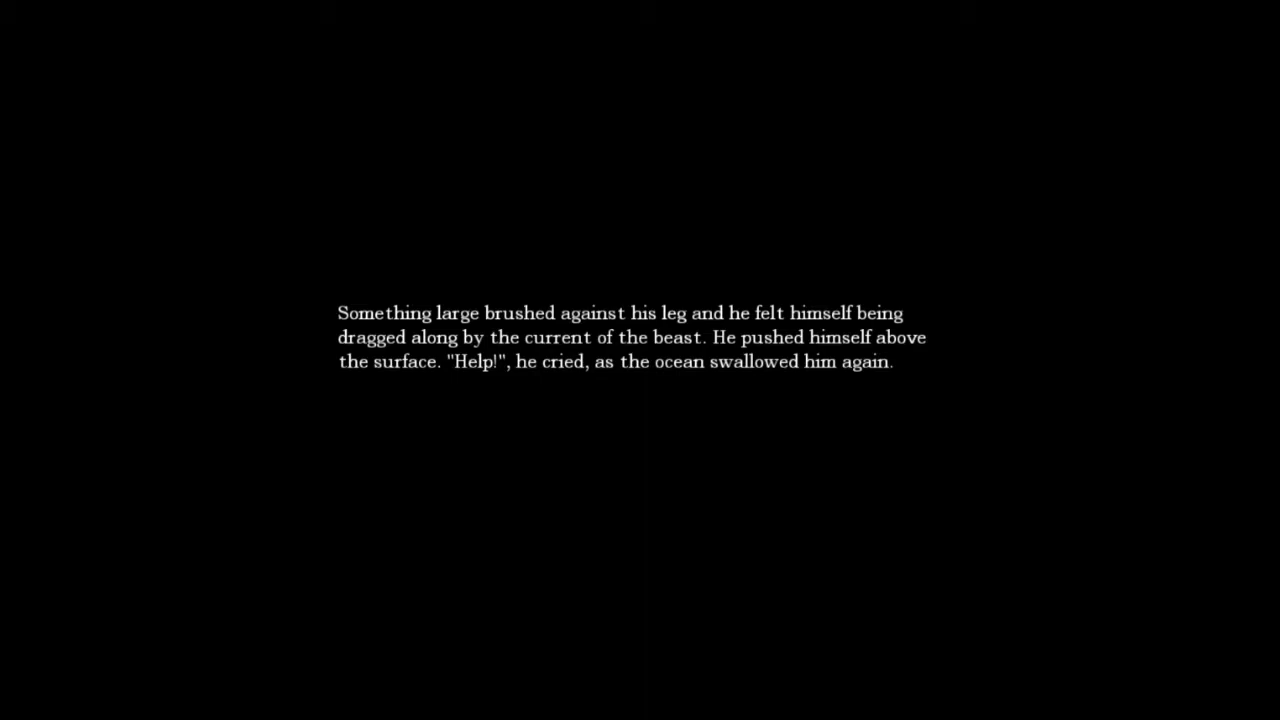 Something large brushed against his leg and he felt himself being
dragged along by the current of the beast. He pushed himself above
the surface. "Help!", he cried, as the ocean swallowed him again.